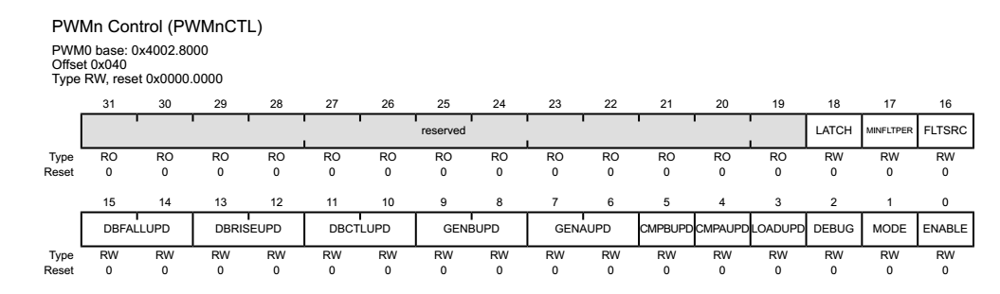 PWMn Control (PWMnCTL)
PWM0 base: 0x4002.8000
Offset 0x040
Type RW, reset 0x0000.0000
31 30 29 28 27 26 25 24 23 22 21 20 19 18 17 16
reserved LATCH MINFLTPER FLTSRC
Type RO RO RO RO RO RO RO RO RO RO RO RO RO RW RW RW
Reset 0 0 0 0 0 0 0 0 0 0 0 0 0 0 0 0
15 14 13 12 11 10 9 8 7 6 5 4 3 2 1 0
DBFALLUPD DBRISEUPD DBCTLUPD GENBUPD GENAUPD CMPBUPD CMPAUPD LOADUPD DEBUG MODE ENABLE
Type RW RW RW RW RW RW RW RW RW RW RW RW RW RW RW RW
Reset 0 0 0 0 0 0 0 0 0 0 0 0 0 0 0 0